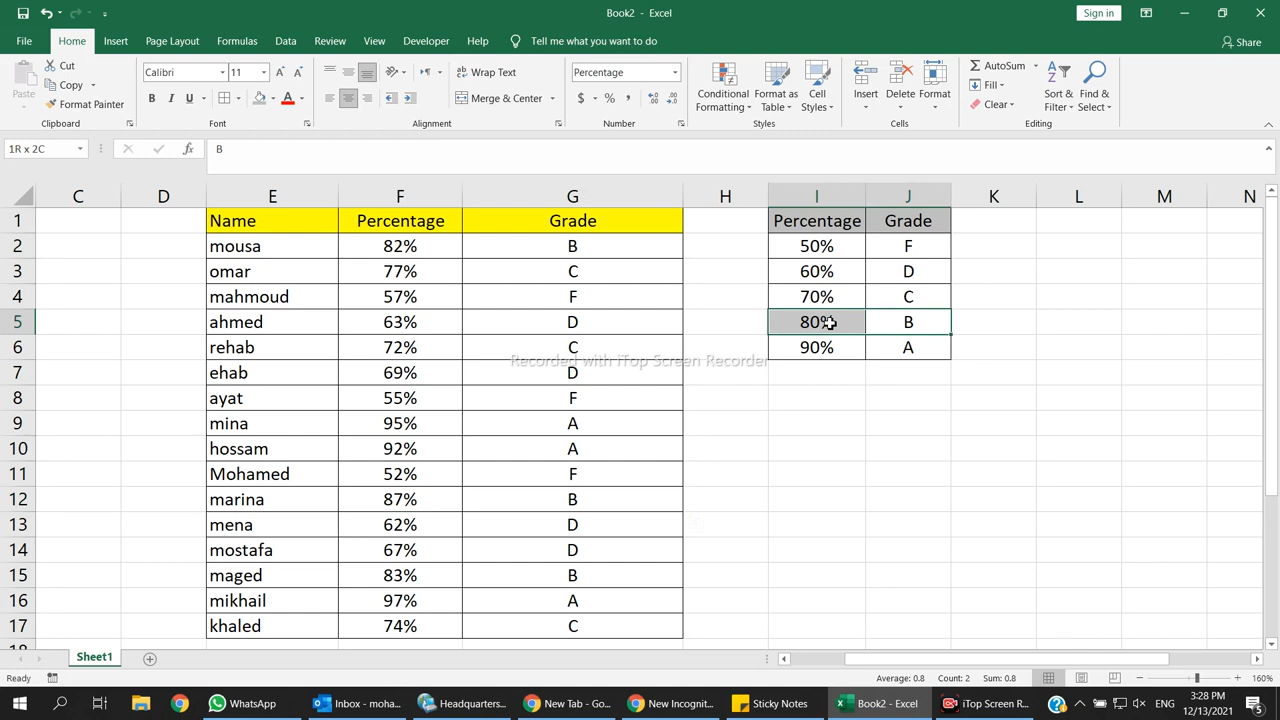 Book2 - Excel
Sign in
File Home Insert Page Layout Formulas Data Review View Developer Help Tell me what you want to do Share
Paste
Cut
Copy
Format Painter
Clipboard
Calibri 11
B I U
Font
Wrap Text
Merge & Center
Alignment
Percentage
$ % ,
Number
Conditional Formatting
Format as Table
Cell Styles
Styles
Insert
Delete
Format
Cells
AutoSum
Fill
Clear
Sort & Filter
Find & Select
Editing
1R x 2C fx B
C D E F G H I J K L M N
1 Name Percentage Grade Percentage Grade
2 mousa 82% B 50% F
3 omar 77% C 60% D
4 mahmoud 57% F 70% C
5 ahmed 63% D 80% B
6 rehab 72% C 90% A
Recorded with iTop Screen Recorder
7 ehab 69% D
8 ayat 55% F
9 mina 95% A
10 hossam 92% A
11 Mohamed 52% F
12 marina 87% B
13 mena 62% D
14 mostafa 67% D
15 maged 83% B
16 mikhail 97% A
17 khaled 74% C
Sheet1
Average: 0.8 Count: 2 Sum: 0.8 160%
WhatsApp Inbox - moha... Headquarters... New Tab - Go... New Incognit... Sticky Notes Book2 - Excel iTop Screen R... ENG 3:28 PM
12/13/2021